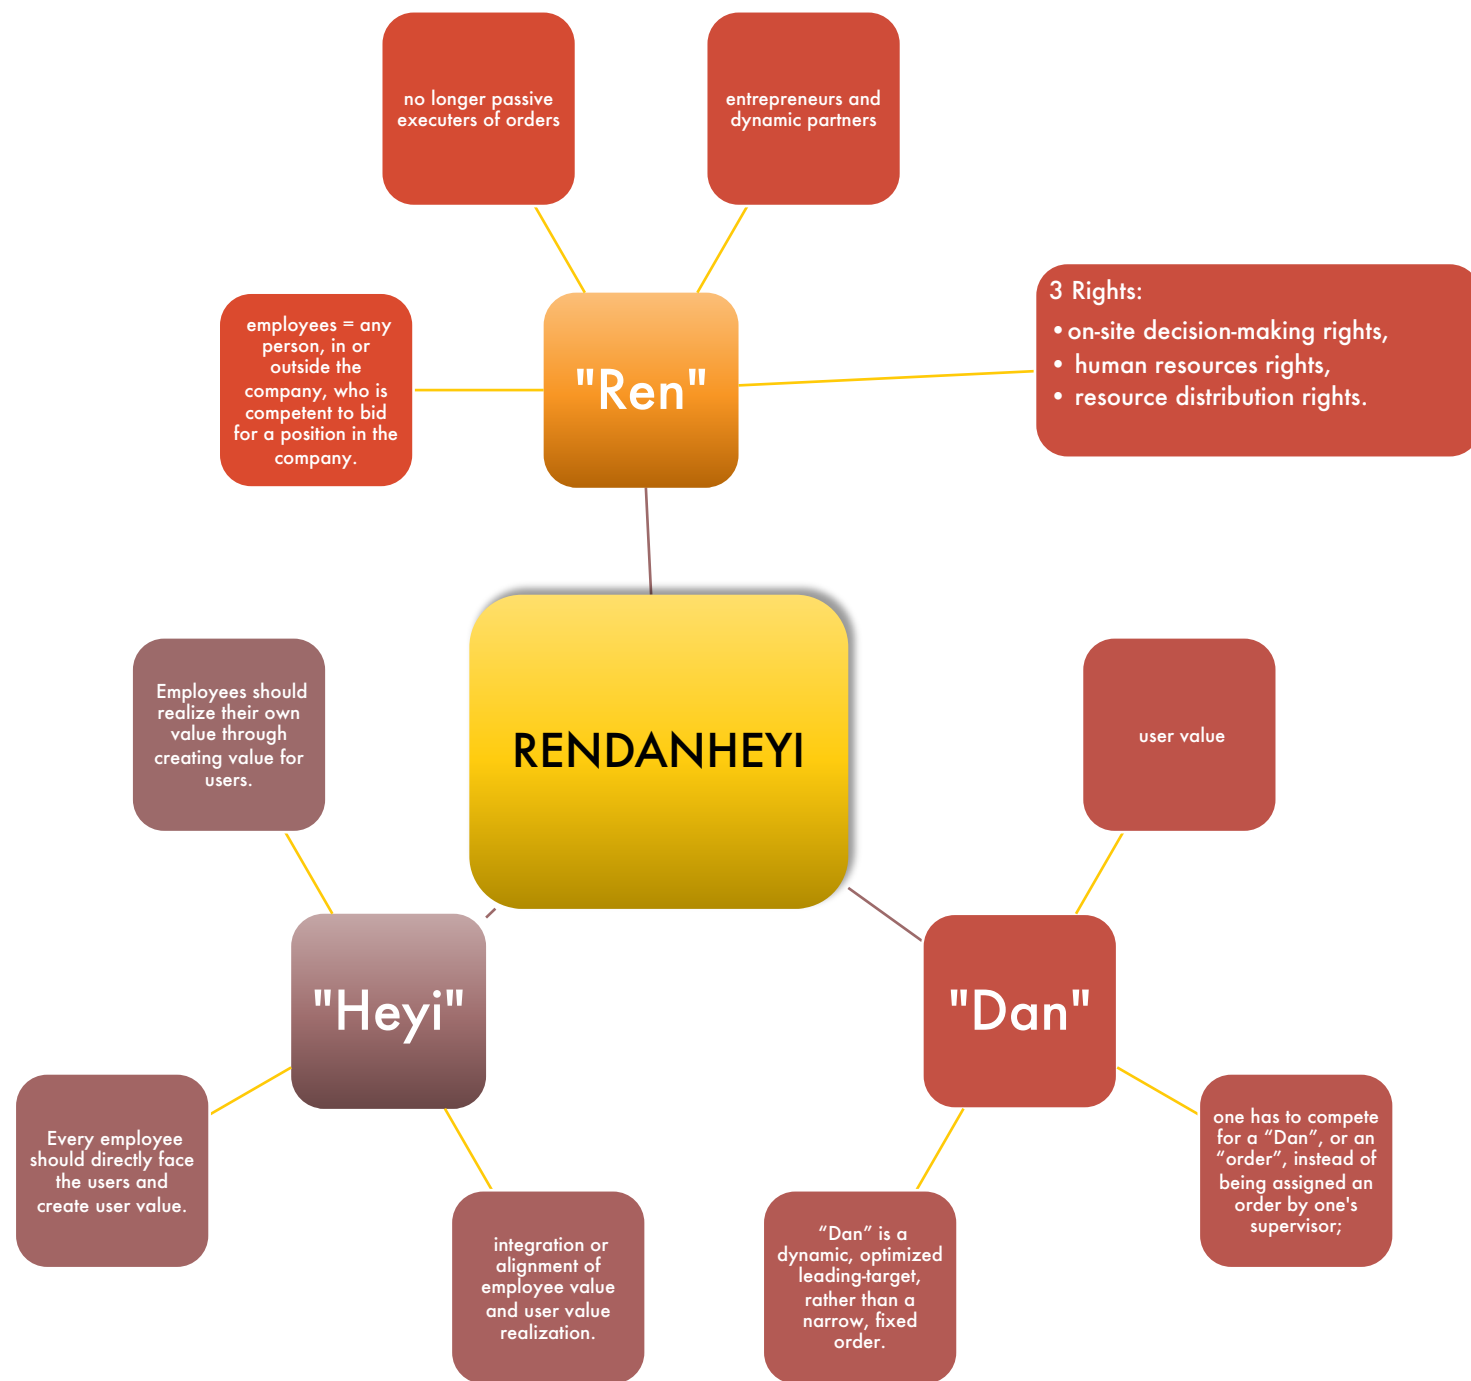 no longer passive
executers of orders
entrepreneurs and
dynamic partners
employees = any
person, in or
outside the
company, who is
competent to bid
for a position in the
company.
"Ren"
3 Rights:
• on-site decision-making rights,
• human resources rights,
• resource distribution rights.
RENDANHEYI
Employees should
realize their own
value through
creating value for
users.
user value
"Heyi"
"Dan"
Every employee
should directly face
the users and
create user value.
integration or
alignment of
employee value
and user value
realization.
“Dan” is a
dynamic, optimized
leading-target,
rather than a
narrow, fixed
order.
one has to compete
for a “Dan”, or an
“order”, instead of
being assigned an
order by one's
supervisor;